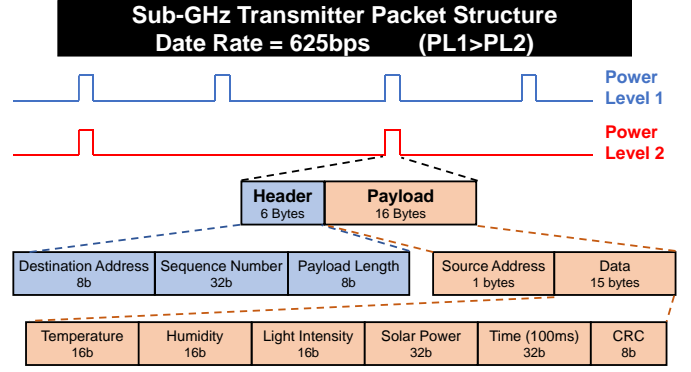 Sub-GHz Transmitter Packet Structure
Date Rate = 625bps (PL1>PL2)
Power
Level 1
Power
Level 2
Header
6 Bytes
Payload
16 Bytes
Destination Address
8b
Sequence Number
32b
Payload Length
8b
Source Address
1 bytes
Data
15 bytes
Temperature
16b
Humidity
16b
Light Intensity
16b
Solar Power
32b
Time (100ms)
32b
CRC
8b